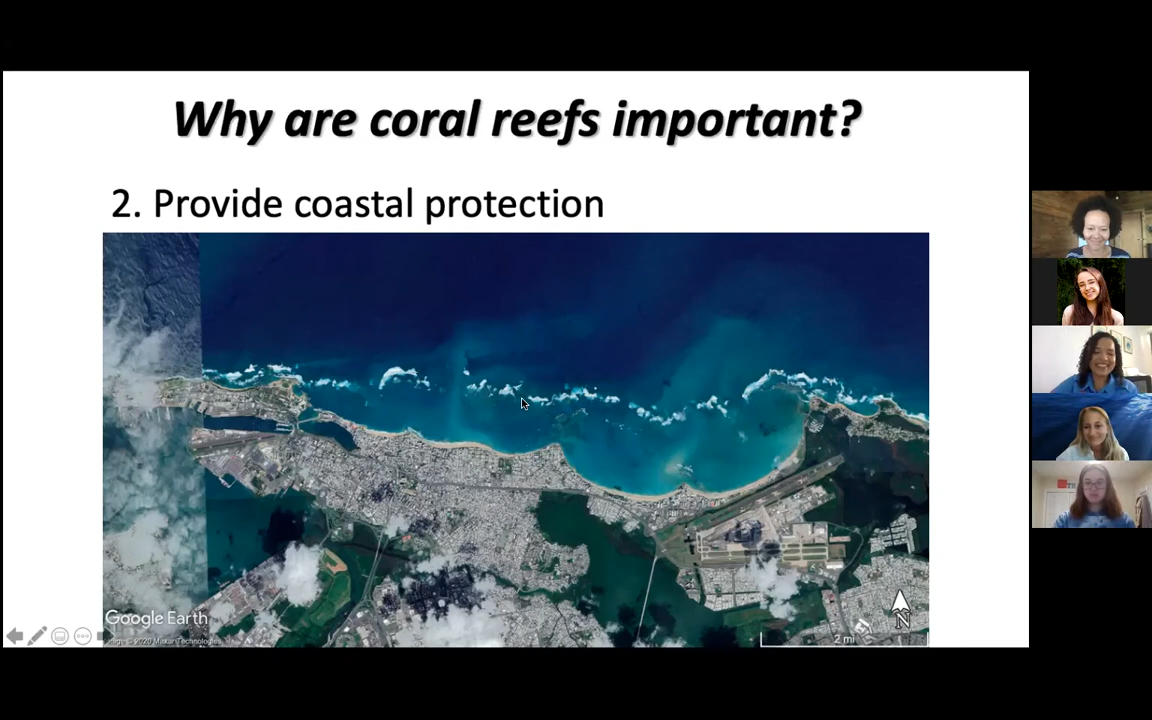 Why are coral reefs important?
2. Provide coastal protection
Google Earth
N
2 mi